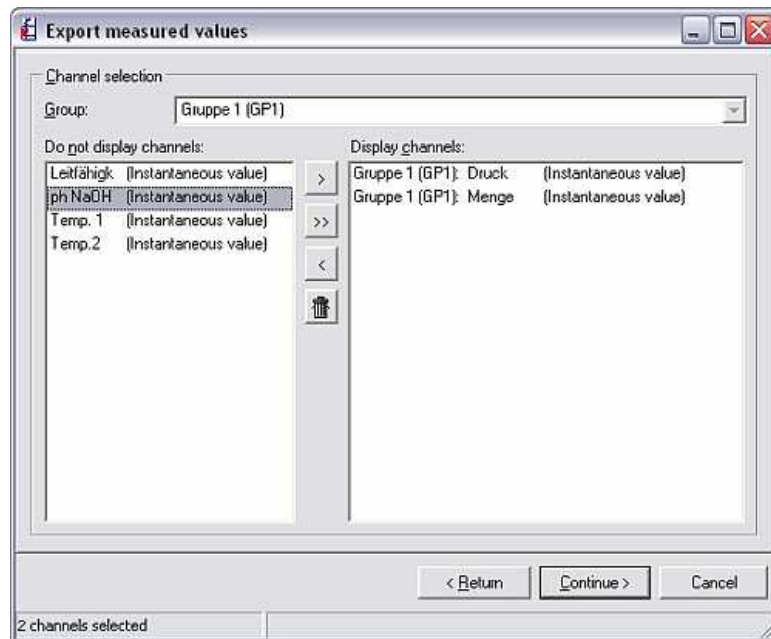 Export measured values
Channel selection
Group: Gruppe 1 (GP1)
Do not display channels:
Leitfähigk (Instantaneous value)
ph NaOH (Instantaneous value)
Temp. 1 (Instantaneous value)
Temp.2 (Instantaneous value)
>
>>
<
Display channels:
Gruppe 1 (GP1): Druck (Instantaneous value)
Gruppe 1 (GP1): Menge (Instantaneous value)
< Return Continue > Cancel
2 channels selected